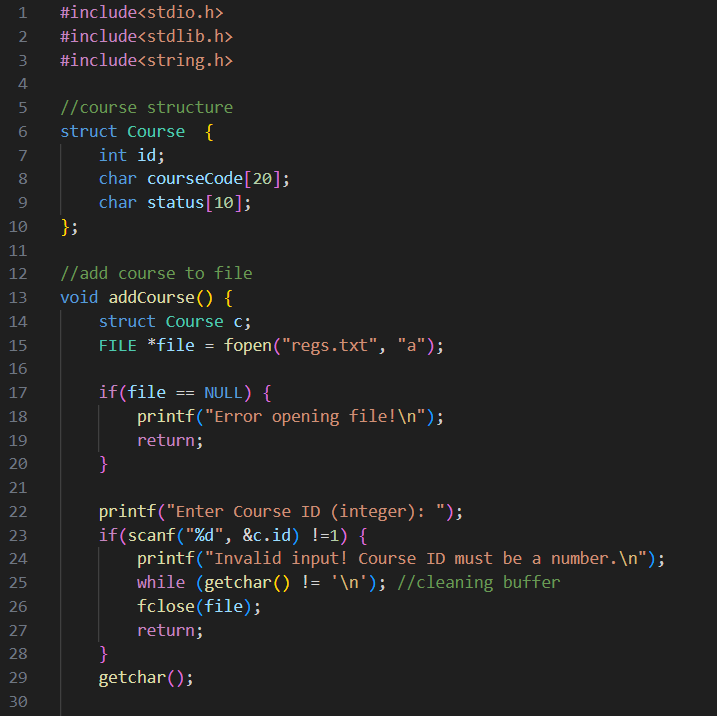 1 #include<stdio.h>
2 #include<stdlib.h>
3 #include<string.h>
4
5 //course structure
6 struct Course  {
7     int id;
8     char courseCode[20];
9     char status[10];
10 };
11
12 //add course to file
13 void addCourse() {
14     struct Course c;
15     FILE *file = fopen("regs.txt", "a");
16
17     if(file == NULL) {
18         printf("Error opening file!\n");
19         return;
20     }
21
22     printf("Enter Course ID (integer): ");
23     if(scanf("%d", &c.id) !=1) {
24         printf("Invalid input! Course ID must be a number.\n");
25         while (getchar() != '\n'); //cleaning buffer
26         fclose(file);
27         return;
28     }
29     getchar();
30